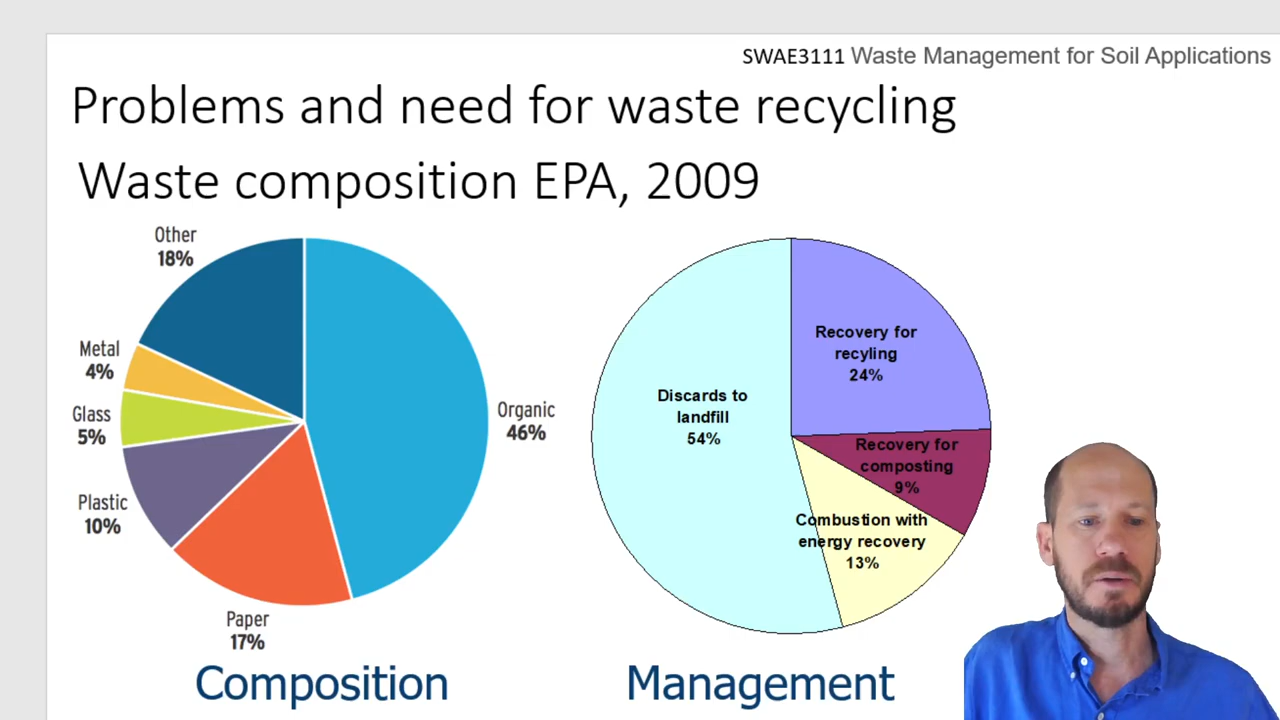 SWAE3111 Waste Management for Soil Applications
Problems and need for waste recycling
Waste composition EPA, 2009
Other
18%
Metal
4%
Glass
5%
Plastic
10%
Paper
17%
Organic
46%
Composition
Discards to
landfill
54%
Recovery for
recyling
24%
Recovery for
composting
9%
Combustion with
energy recovery
13%
Management